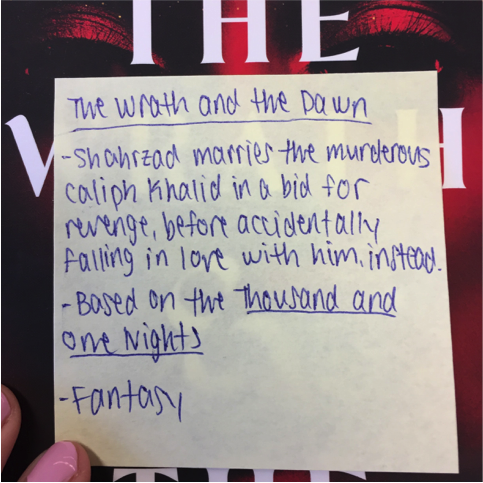 THE
W H
The Wrath and the Dawn
-Shahrzad marries the murderous
caliph Khalid in a bid for
revenge, before accidentally
falling in love with him, instead.
-Based on the Thousand and
One Nights
-Fantasy